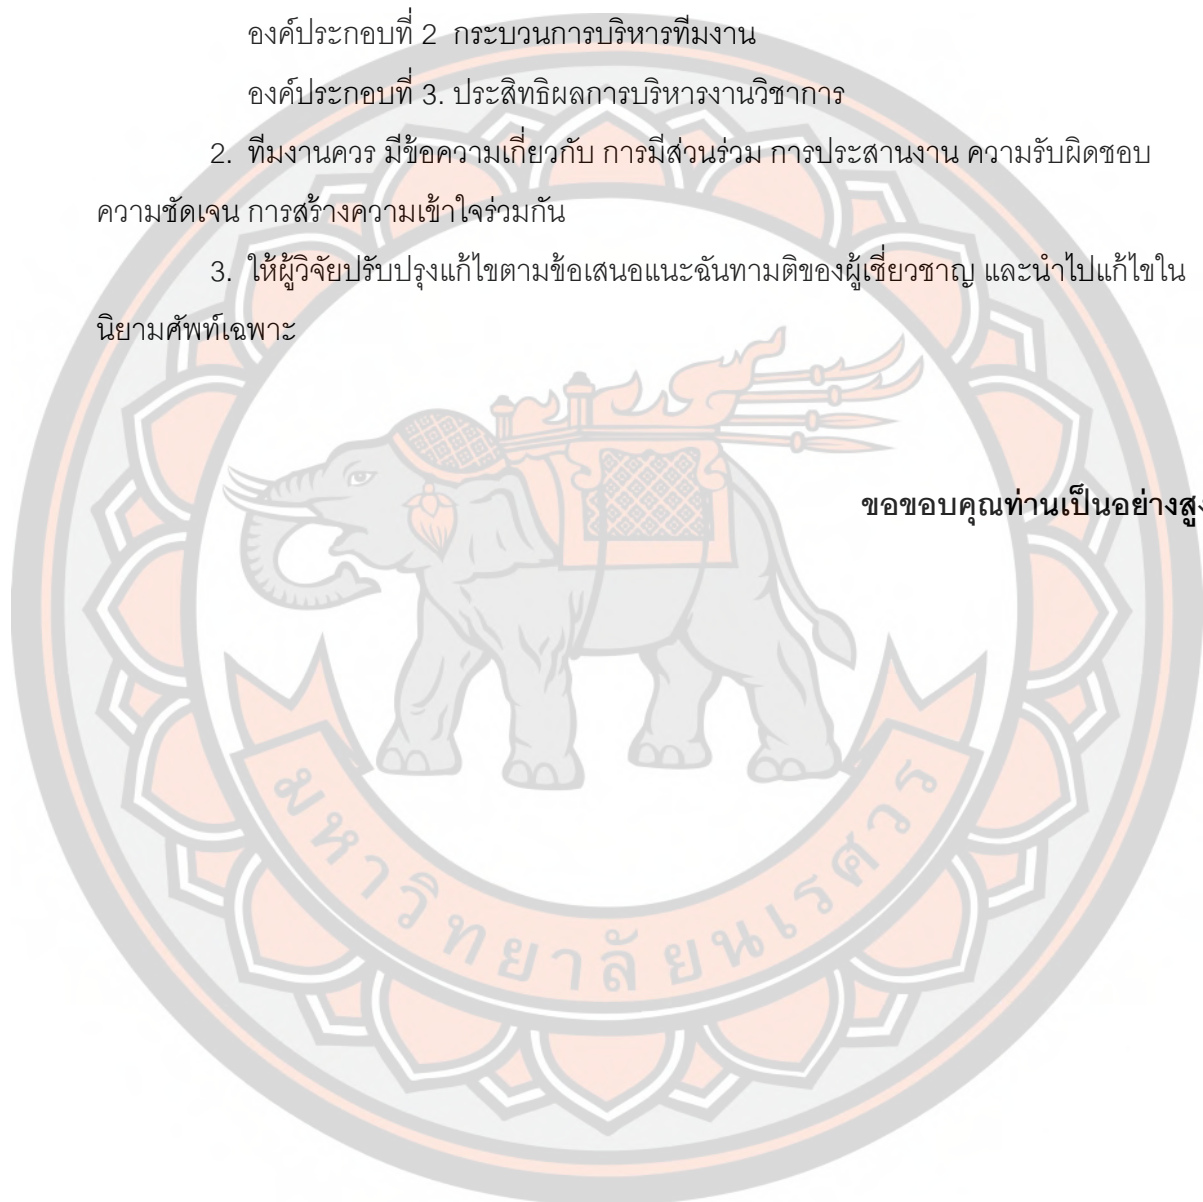 องค์ประกอบที่ 2  กระบวนการบริหารทีมงาน
องค์ประกอบที่ 3. ประสิทธิผลการบริหารงานวิชาการ
2.  ทีมงานควร มีข้อความเกี่ยวกับ การมีส่วนร่วม การประสานงาน ความรับผิดชอบ
ความชัดเจน การสร้างความเข้าใจร่วมกัน
3.  ให้ผู้วิจัยปรับปรุงแก้ไขตามข้อเสนอแนะฉันทามติของผู้เชี่ยวชาญ และนำไปแก้ไขใน
นิยามศัพท์เฉพาะ
ขอขอบคุณท่านเป็นอย่างสูง
มหาวิทยาลัยนเรศวร